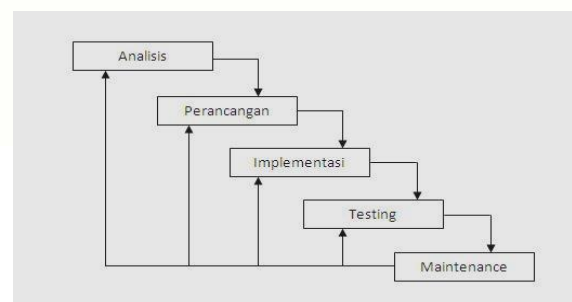 Analisis
Perancangan
Implementasi
Testing
Maintenance